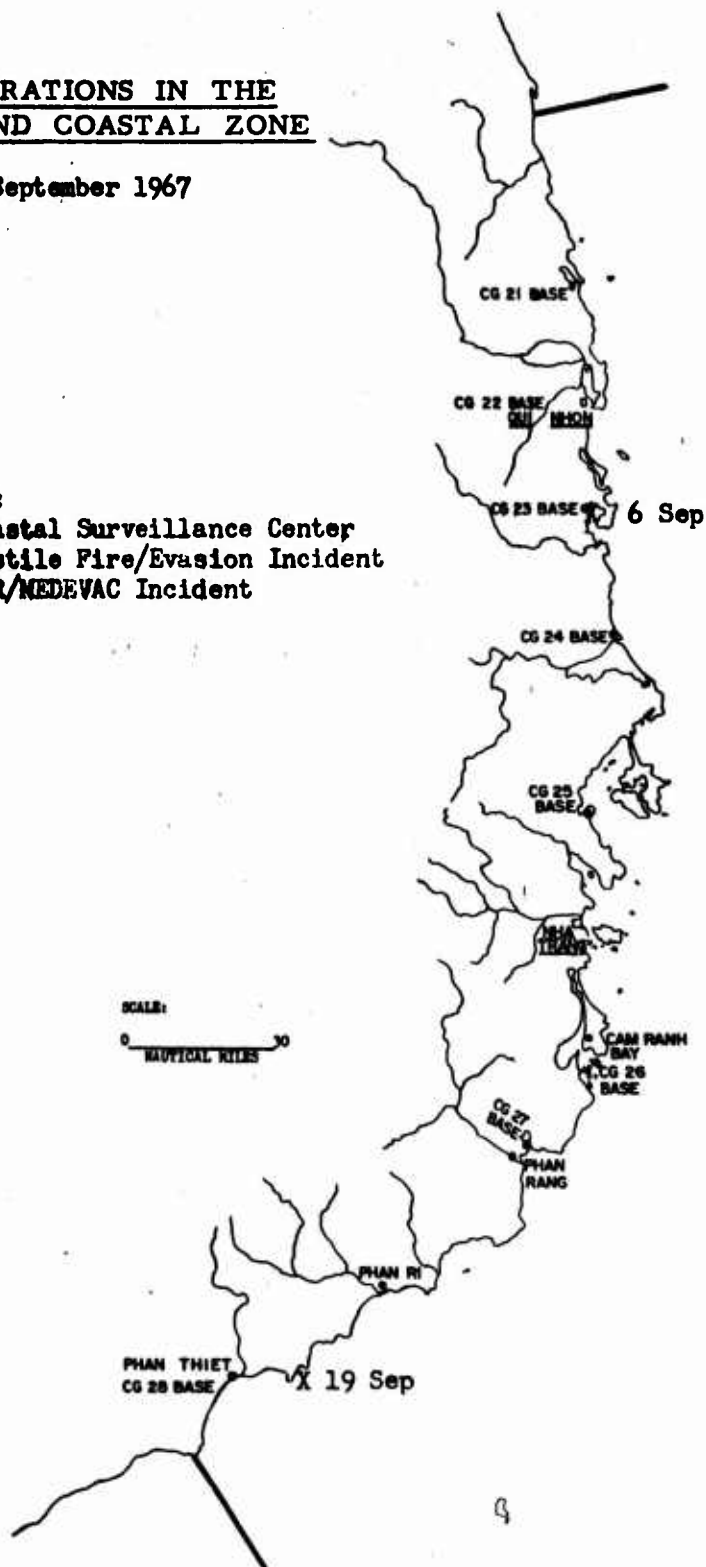 RATIONS IN THE
ND COASTAL ZONE
September 1967
CG 21 BASE
CG 22 BASE
QUI NHON
:
astal Surveillance Center
stile Fire/Evasion Incident
R/MEDEVAC Incident
CG 23 BASE
6 Sep
CG 24 BASE
CG 25
BASE
NHA
TRANG
SCALE:
0 30
NAUTICAL MILES
CAM RANH
BAY
CG 26
BASE
CG 27
BASE
PHAN
RANG
PHAN RI
PHAN THIET
CG 28 BASE
X 19 Sep